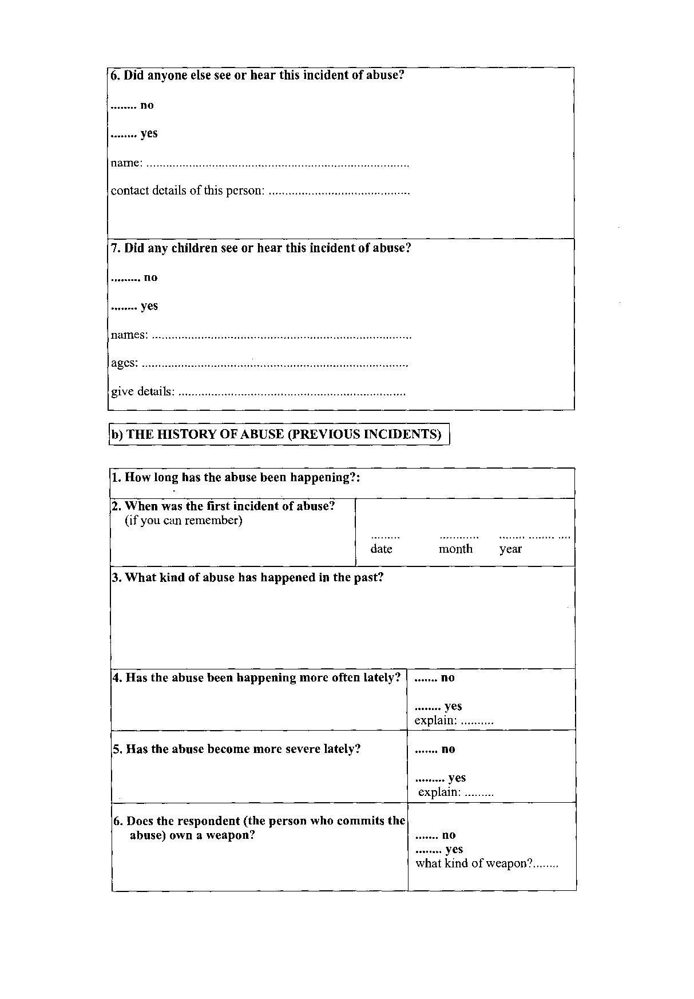 6. Did anyone else see or hear this incident of abuse?
........ no
........ yes
name: ................................................................................
contact details of this person: ...........................................
7. Did any children see or hear this incident of abuse?
......... no
........ yes
names: ...............................................................................
ages: .................................................................................
give details: .....................................................................
b) THE HISTORY OF ABUSE (PREVIOUS INCIDENTS)
1. How long has the abuse been happening?:
2. When was the first incident of abuse?
(if you can remember)
......... ............ ........ ........ ....
date month year
3. What kind of abuse has happened in the past?
4. Has the abuse been happening more often lately? ....... no
........ yes
explain: ..........
5. Has the abuse become more severe lately? ....... no
......... yes
explain: .........
6. Does the respondent (the person who commits the
abuse) own a weapon? ....... no
........ yes
what kind of weapon?........